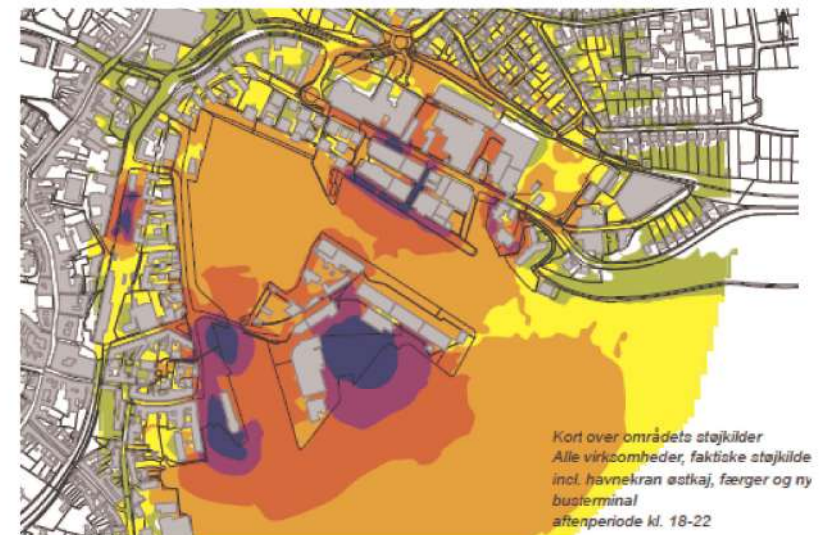 Kort over områdets støjkilder
Alle virksomheder, faktiske støjkilde
incl. havnekran østkaj, færger og ny
busterminal
aftenperiode kl. 18-22